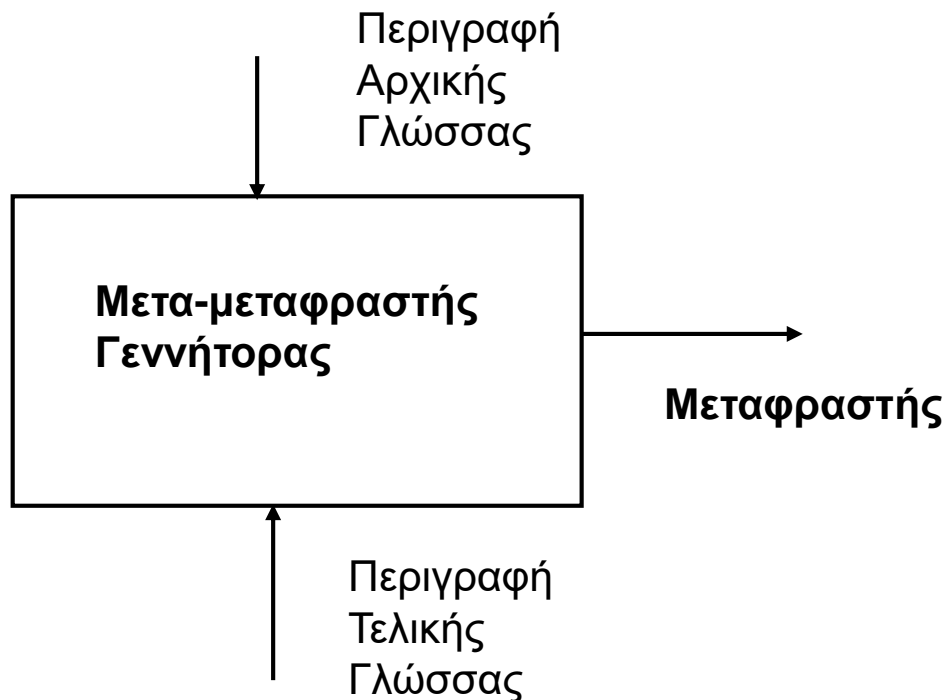 Περιγραφή
Αρχικής
Γλώσσας
Μετα-μεταφραστής
Γεννήτορας
Μεταφραστής
Περιγραφή
Τελικής
Γλώσσας